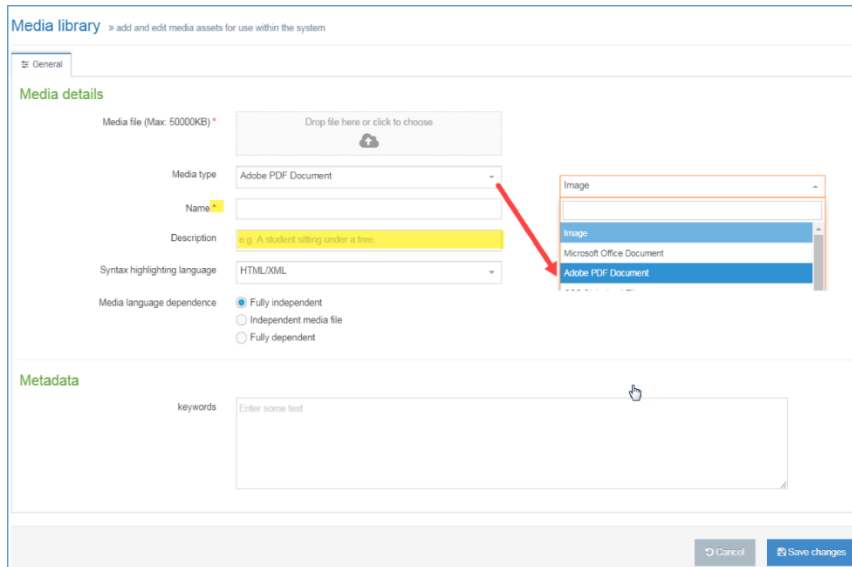 Media library » add and edit media assets for use within the system
General
Media details
Media file (Max: 50000KB) *
Drop file here or click to choose
Media type
Adobe PDF Document
Name *
Description
e.g. A student sitting under a tree.
Syntax highlighting language
HTML/XML
Media language dependence
Fully independent
Independent media file
Fully dependent
Image
Image
Microsoft Office Document
Adobe PDF Document
Metadata
keywords
Enter some text
Cancel
Save changes